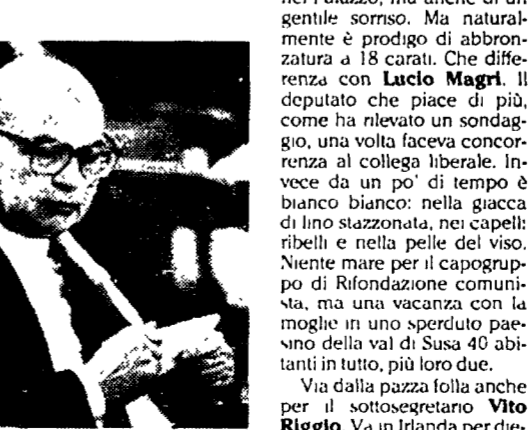 nel Palazzo, ma anche di un
gentile sorriso. Ma natural-
mente è prodigo di abbron-
zatura a 18 carati. Che diffe-
renza con Lucio Magri. Il
deputato che piace di più,
come ha rilevato un sondag-
gio, una volta faceva concor-
renza al collega liberale. In-
vece da un po' di tempo è
bianco bianco: nella giacca
di lino stazzonata, nei capelli
ribelli e nella pelle del viso.
Niente mare per il capogrup-
po di Rifondazione comuni-
sta, ma una vacanza con la
moglie in uno sperduto pae-
sino della val di Susa 40 abi-
tanti in tutto, più loro due.
Via dalla pazza folla anche
per il sottosegretario Vito
Riggio. Va in Irlanda per die-